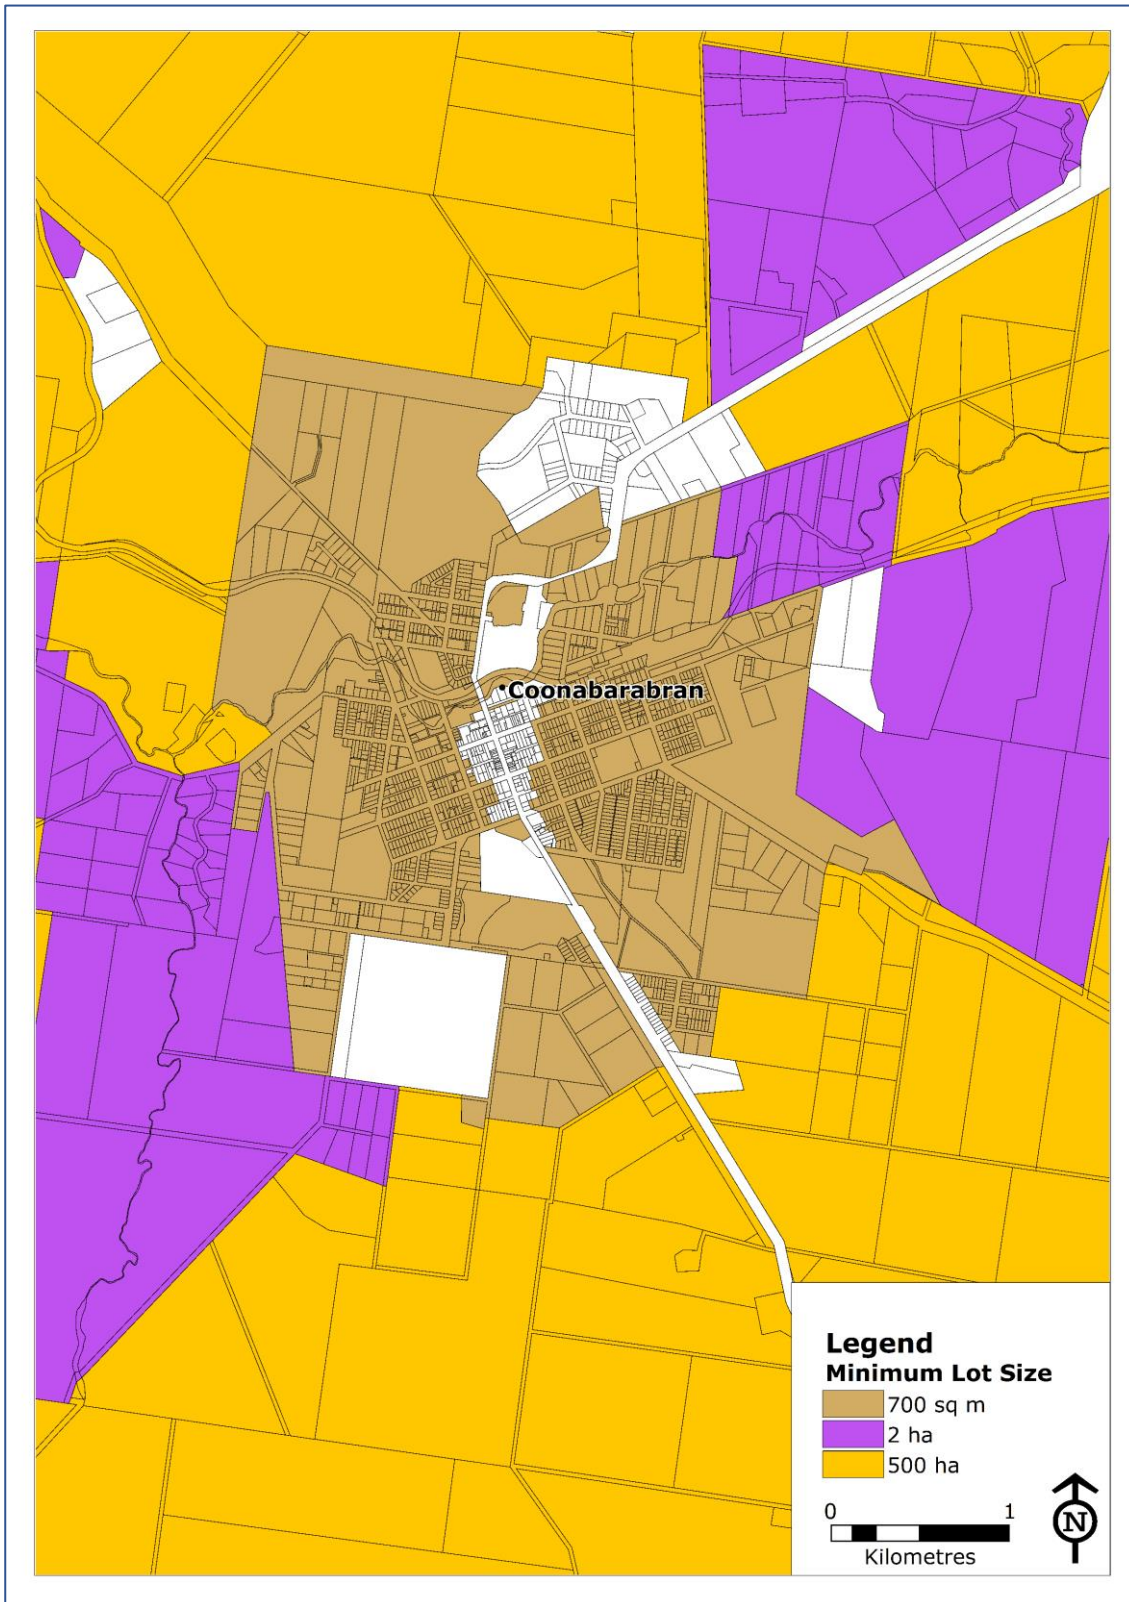 Coonabarabran
Legend
Minimum Lot Size
700 sq m
2 ha
500 ha
0 1
Kilometres
N